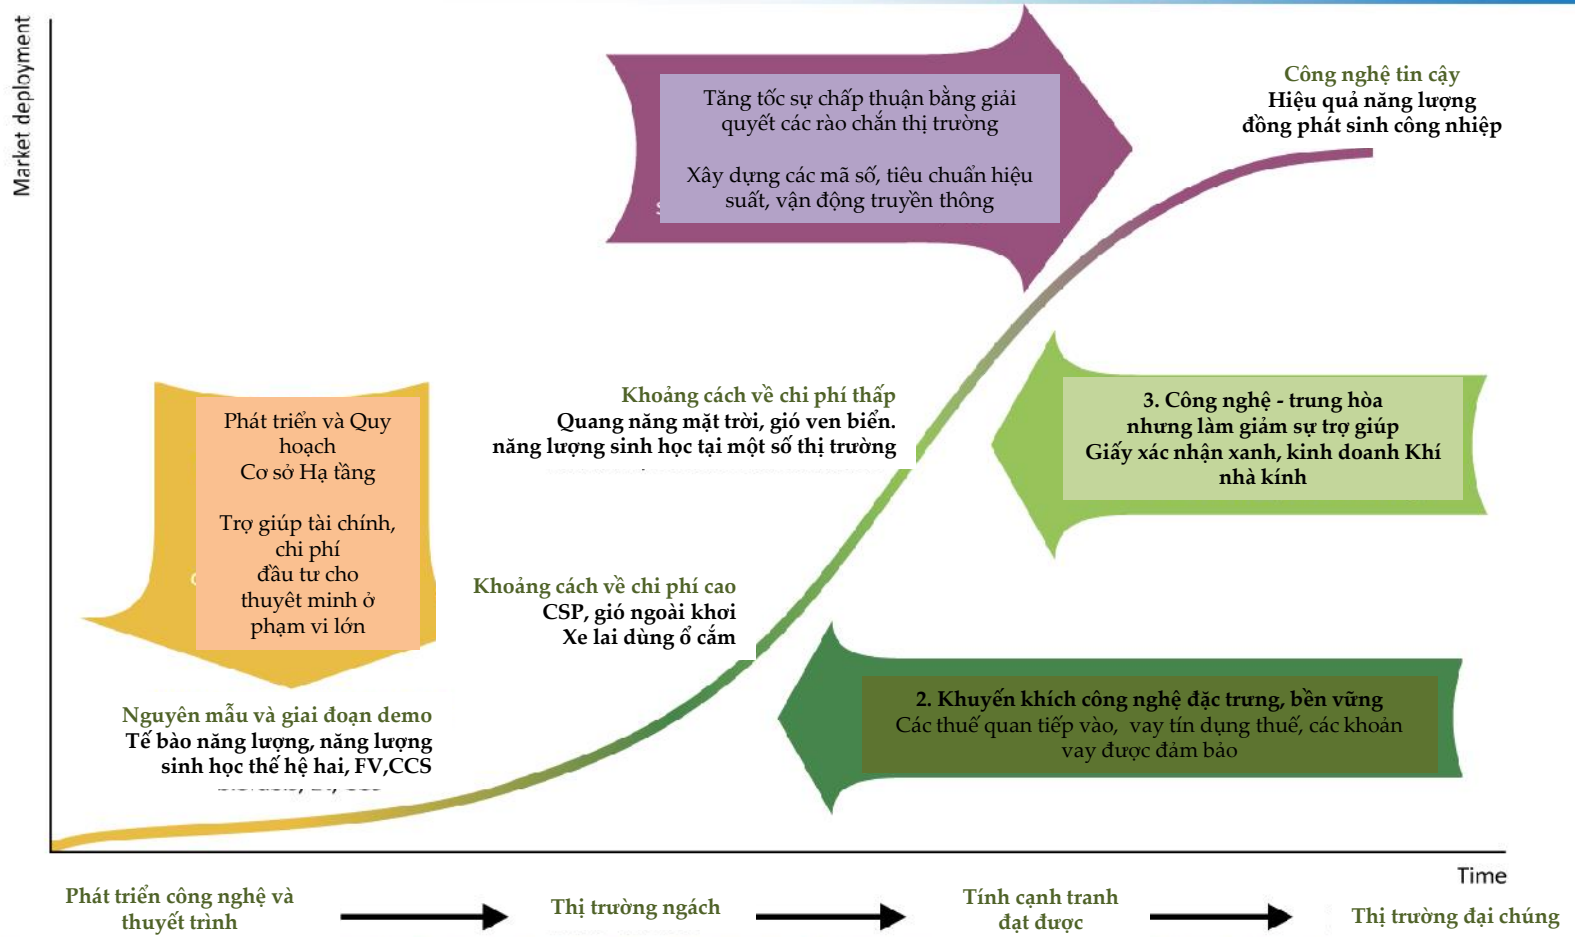 Market deployment
Tăng tốc sự chấp thuận bằng giải
quyết các rào chắn thị trường
Xây dựng các mã số, tiêu chuẩn hiệu
suất, vận động truyền thông
Công nghệ tin cậy
Hiệu quả năng lượng
đồng phát sinh công nhiệp
Khoảng cách về chi phí thấp
Quang năng mặt trời, gió ven biển.
năng lượng sinh học tại một số thị trường
3. Công nghệ - trung hòa
nhưng làm giảm sự trợ giúp
Giấy xác nhận xanh, kinh doanh Khí
nhà kính
Phát triển và Quy
hoạch
Cơ sở Hạ tầng
Trợ giúp tài chính,
chi phí
đầu tư cho
thuyêt minh ở
phạm vi lớn
Khoảng cách về chi phí cao
CSP, gió ngoài khơi
Xe lai dùng ổ cắm
2. Khuyến khích công nghệ đặc trưng, bền vững
Các thuế quan tiếp vào, vay tín dụng thuế, các khoản
vay được đảm bảo
Nguyên mẫu và giai đoạn demo
Tế bào năng lượng, năng lượng
sinh học thế hệ hai, FV,CCS
Time
Phát triển công nghệ và
thuyết trình
Thị trường ngách
Tính cạnh tranh
đạt được
Thị trường đại chúng